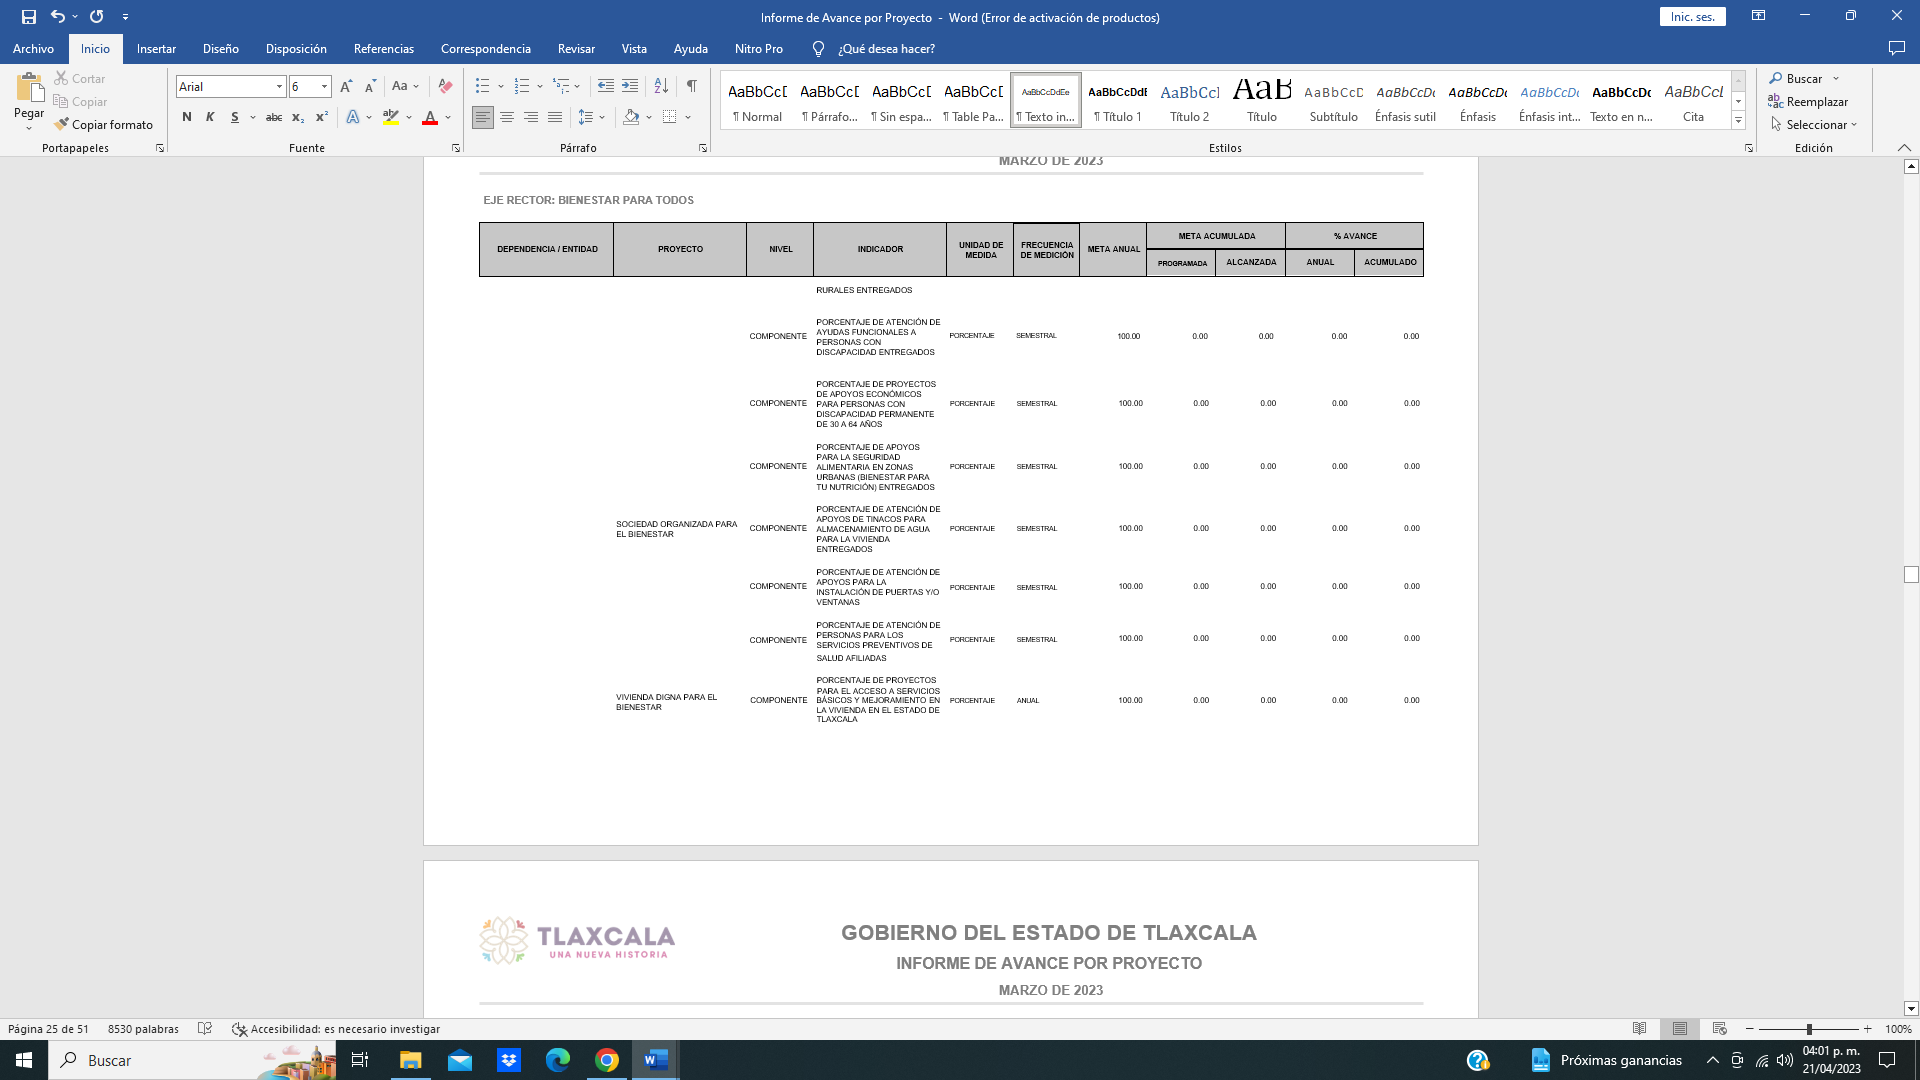 Informe de Avance por Proyecto - Word (Error de activación de productos)
Inic. ses.
Archivo Inicio Insertar Diseño Disposición Referencias Correspondencia Revisar Vista Ayuda Nitro Pro ¿Qué desea hacer?
Pegar
Cortar
Copiar
Copiar formato
Portapapeles
Arial 6
Fuente
Párrafo
AaBbCcI AaBbCcI AaBbCcI AaBbCcI AaBbCcDdEe AaBbCcDdE AaBbCcI AaB AaBbCcD AaBbCcDc AaBbCcDc AaBbCcDc AaBbCcDc AaBbCcL
¶ Normal ¶ Párrafo... ¶ Sin espa... ¶ Table Pa... ¶ Texto in... ¶ Título 1 Título 2 Título Subtítulo Énfasis sutil Énfasis Énfasis int... Texto en n... Cita
Estilos
Buscar
Reemplazar
Seleccionar
Edición
MARZO DE 2023
EJE RECTOR: BIENESTAR PARA TODOS
DEPENDENCIA / ENTIDAD PROYECTO NIVEL INDICADOR UNIDAD DE MEDIDA FRECUENCIA DE MEDICIÓN META ANUAL META ACUMULADA % AVANCE
PROGRAMADA ALCANZADA ANUAL ACUMULADO
RURALES ENTREGADOS
PORCENTAJE DE ATENCIÓN DE
AYUDAS FUNCIONALES A
COMPONENTE PERSONAS CON PORCENTAJE SEMESTRAL 100.00 0.00 0.00 0.00 0.00
DISCAPACIDAD ENTREGADOS
PORCENTAJE DE PROYECTOS
DE APOYOS ECONÓMICOS
COMPONENTE PARA PERSONAS CON PORCENTAJE SEMESTRAL 100.00 0.00 0.00 0.00 0.00
DISCAPACIDAD PERMANENTE
DE 30 A 64 AÑOS
PORCENTAJE DE APOYOS
PARA LA SEGURIDAD
COMPONENTE ALIMENTARIA EN ZONAS PORCENTAJE SEMESTRAL 100.00 0.00 0.00 0.00 0.00
URBANAS (BIENESTAR PARA
TU NUTRICIÓN) ENTREGADOS
PORCENTAJE DE ATENCIÓN DE
SOCIEDAD ORGANIZADA PARA APOYOS DE TINACOS PARA
EL BIENESTAR COMPONENTE ALMACENAMIENTO DE AGUA PORCENTAJE SEMESTRAL 100.00 0.00 0.00 0.00 0.00
PARA LA VIVIENDA
ENTREGADOS
PORCENTAJE DE ATENCIÓN DE
APOYOS PARA LA
COMPONENTE INSTALACIÓN DE PUERTAS Y/O PORCENTAJE SEMESTRAL 100.00 0.00 0.00 0.00 0.00
VENTANAS
PORCENTAJE DE ATENCIÓN DE
PERSONAS PARA LOS
COMPONENTE SERVICIOS PREVENTIVOS DE PORCENTAJE SEMESTRAL 100.00 0.00 0.00 0.00 0.00
SALUD AFILIADAS
PORCENTAJE DE PROYECTOS
VIVIENDA DIGNA PARA EL PARA EL ACCESO A SERVICIOS
BIENESTAR COMPONENTE BÁSICOS Y MEJORAMIENTO EN PORCENTAJE ANUAL 100.00 0.00 0.00 0.00 0.00
LA VIVIENDA EN EL ESTADO DE
TLAXCALA
TLAXCALA
UNA NUEVA HISTORIA
GOBIERNO DEL ESTADO DE TLAXCALA
INFORME DE AVANCE POR PROYECTO
MARZO DE 2023
Página 25 de 51 8530 palabras Accesibilidad: es necesario investigar 100%
Buscar
Próximas ganancias
04:01 p. m.
21/04/2023